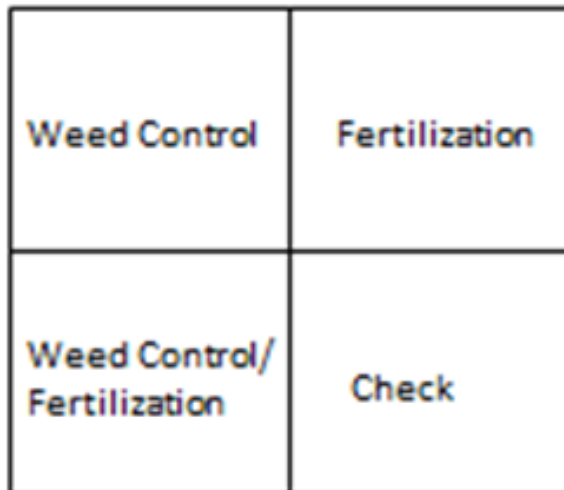 Weed Control
Fertilization
Weed Control/
Fertilization
Check